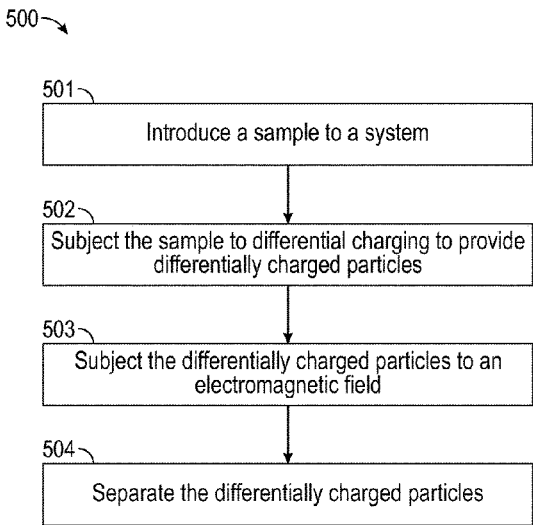 500
501
Introduce a sample to a system
502
Subject the sample to differential charging to provide
differentially charged particles
503
Subject the differentially charged particles to an
electromagnetic field
504
Separate the differentially charged particles